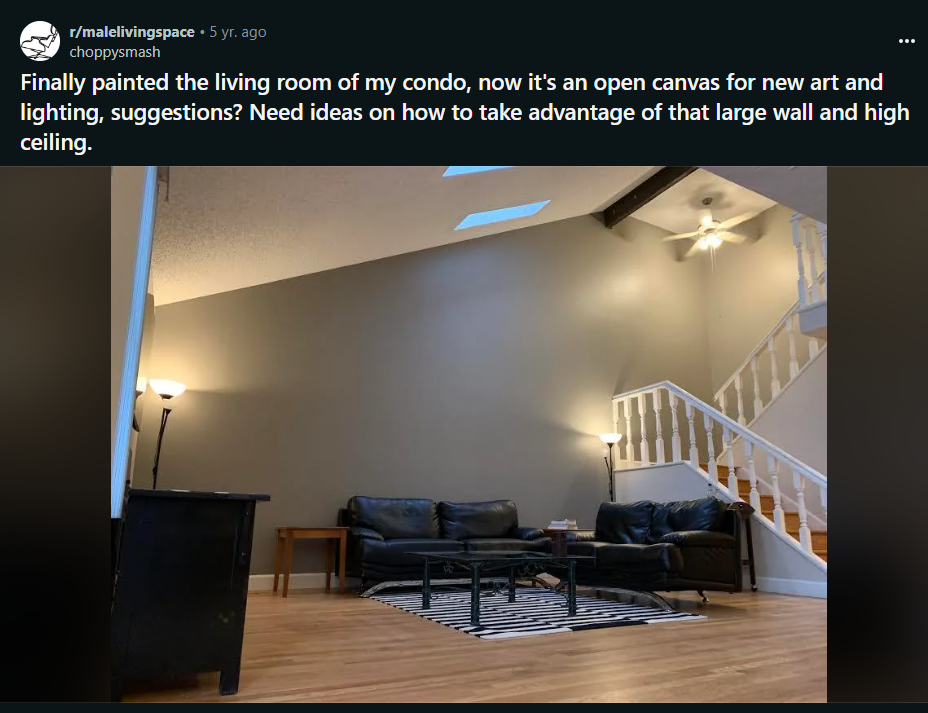 r/malelivingspace • 5 yr. ago
choppysmash
Finally painted the living room of my condo, now it's an open canvas for new art and
lighting, suggestions? Need ideas on how to take advantage of that large wall and high
ceiling.